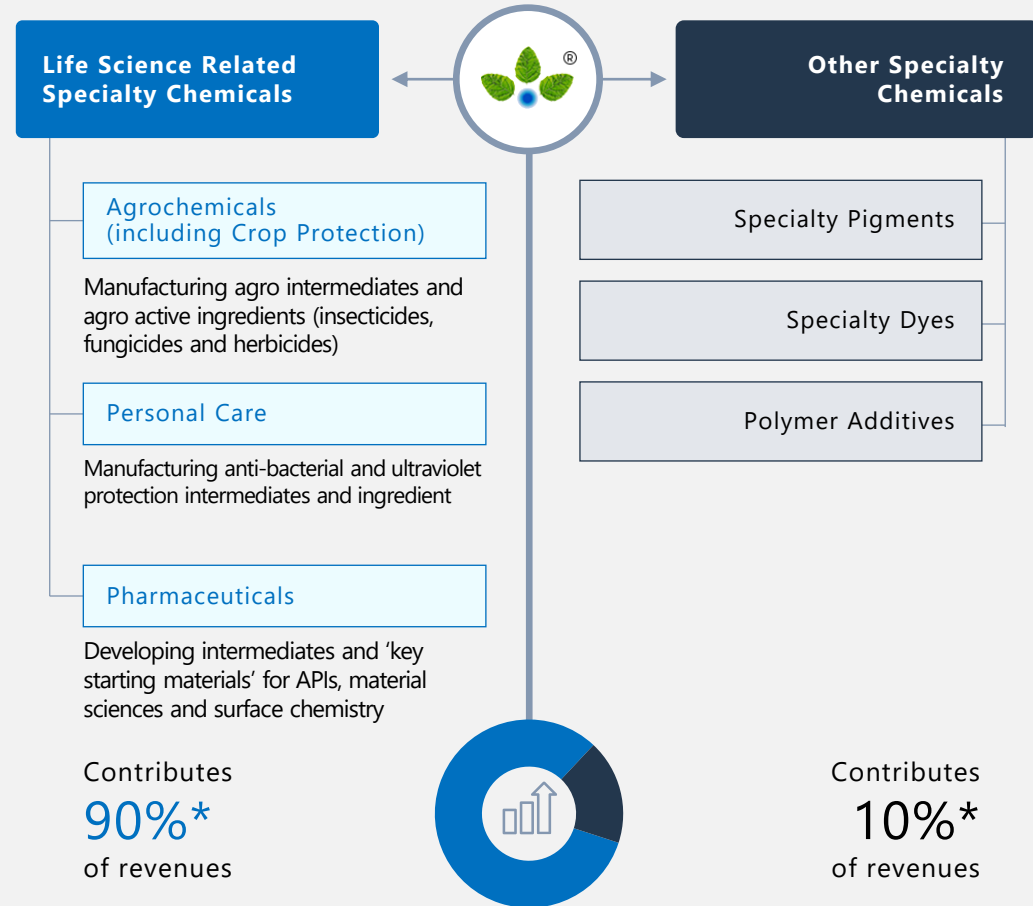 Life Science Related
Specialty Chemicals
®
Other Specialty
Chemicals
Agrochemicals
(including Crop Protection)
Manufacturing agro intermediates and
agro active ingredients (insecticides,
fungicides and herbicides)
Personal Care
Manufacturing anti-bacterial and ultraviolet
protection intermediates and ingredient
Pharmaceuticals
Developing intermediates and ‘key
starting materials’ for APIs, material
sciences and surface chemistry
Contributes
90%*
of revenues
Specialty Pigments
Specialty Dyes
Polymer Additives
Contributes
10%*
of revenues